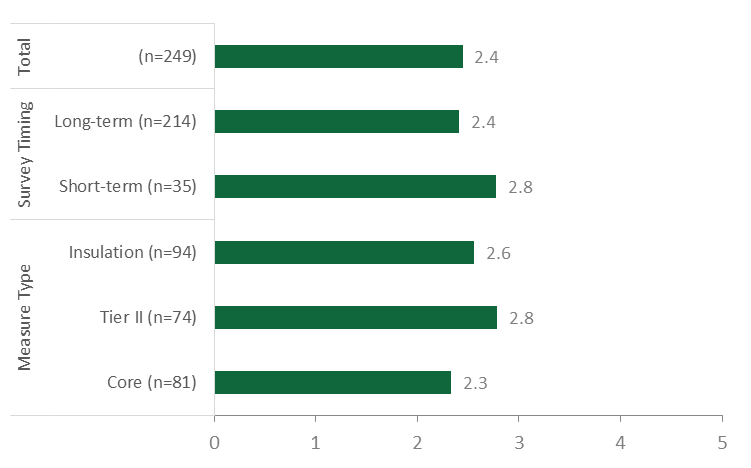 Total
(n=249)
2.4
Survey Timing
Long-term (n=214)
2.4
Short-term (n=35)
2.8
Measure Type
Insulation (n=94)
2.6
Tier II (n=74)
2.8
Core (n=81)
2.3
0 1 2 3 4 5